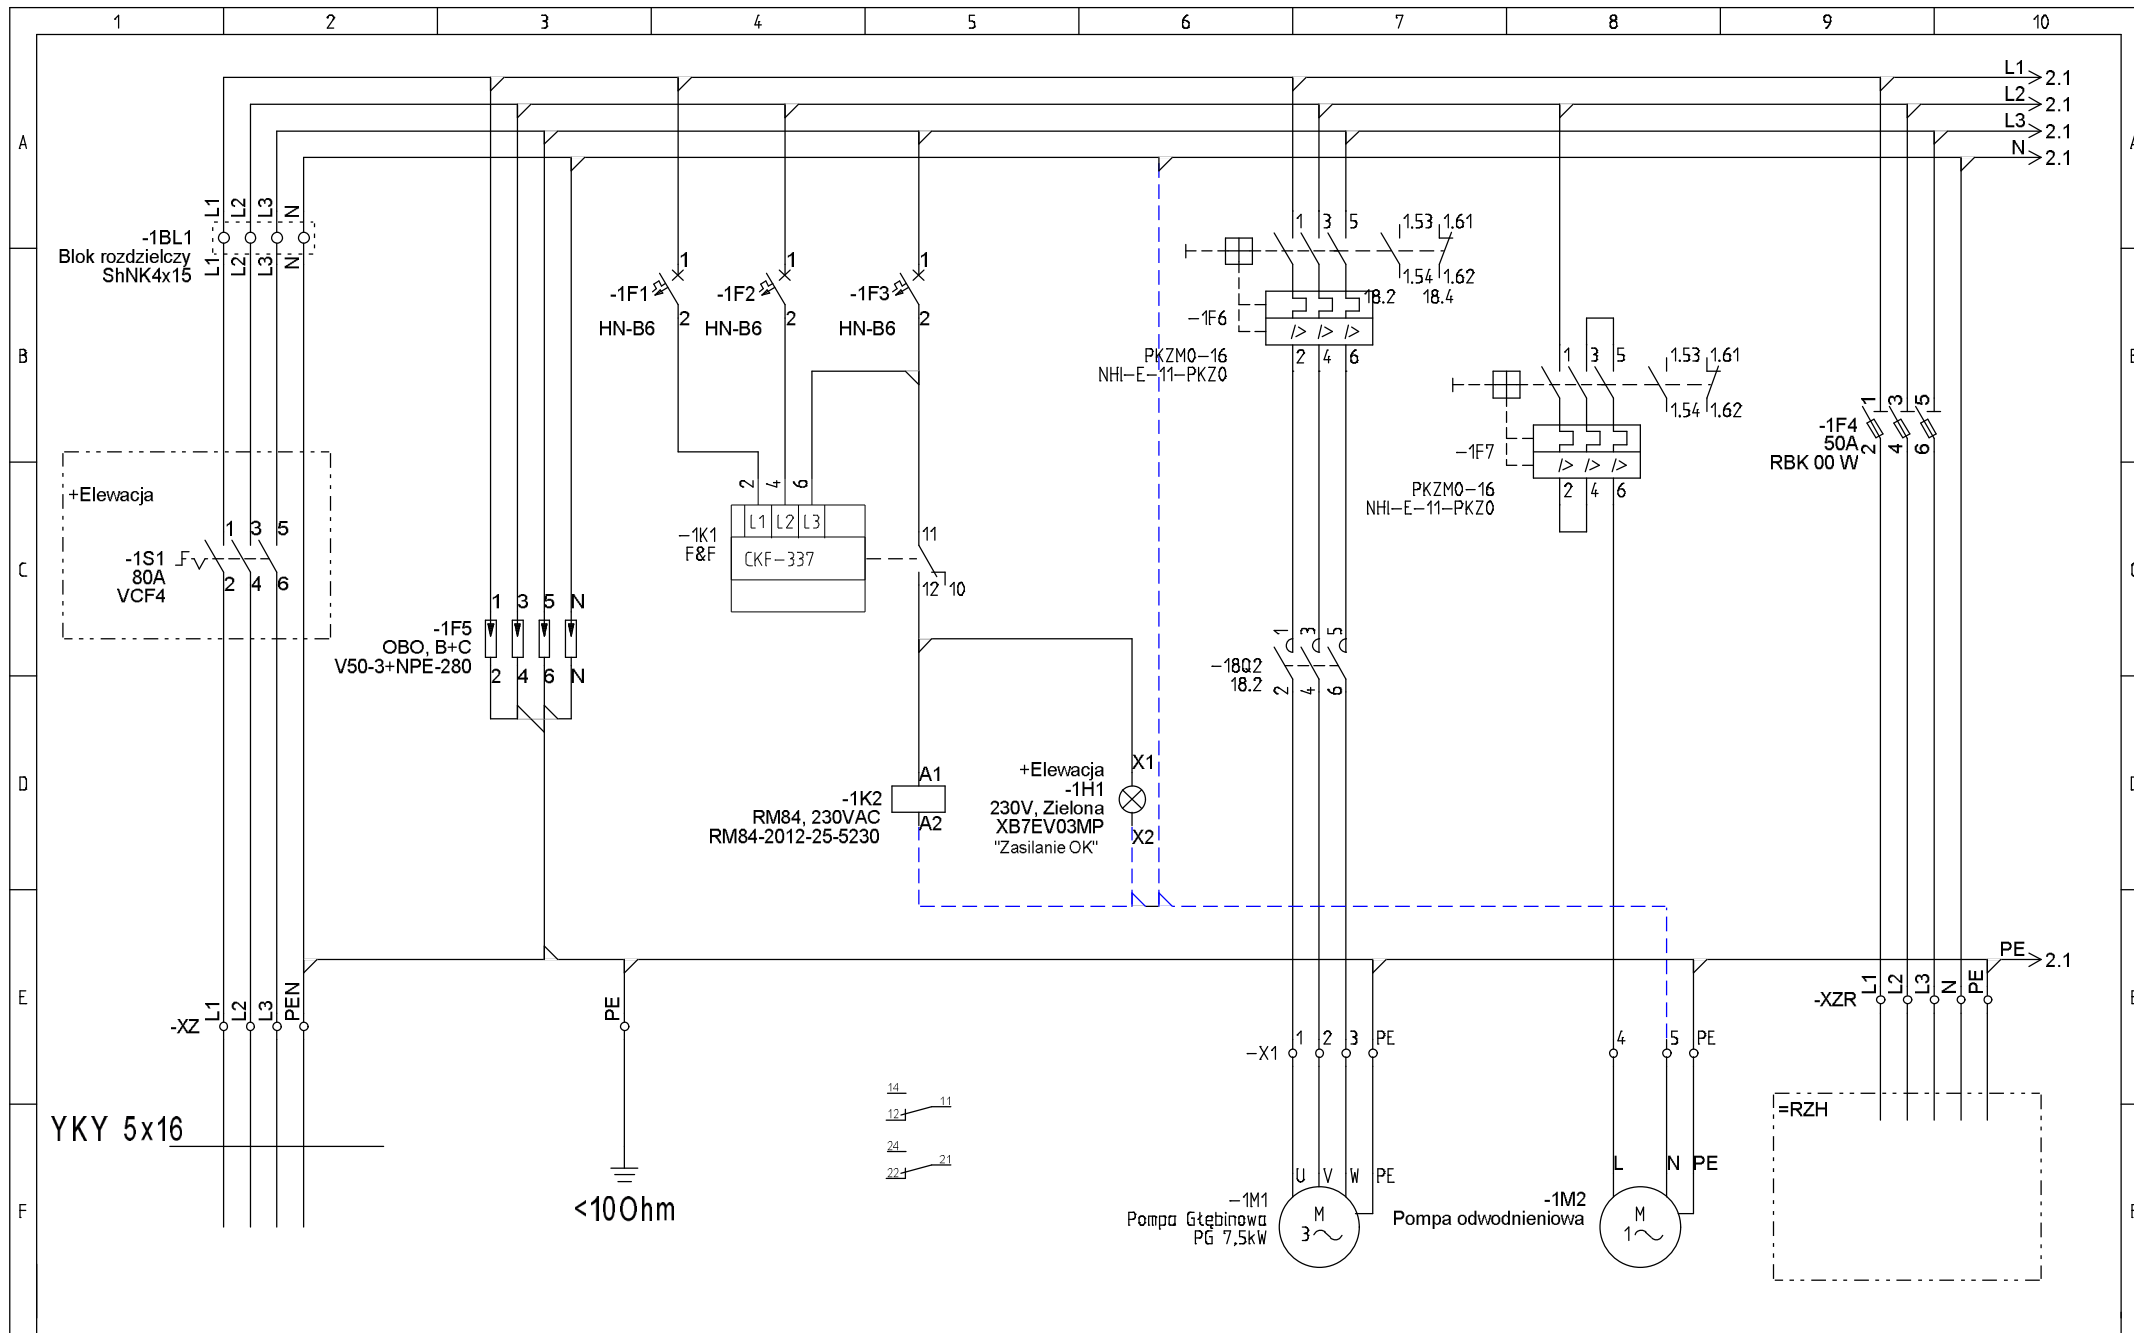 1 2 3 4 5 6 7 8 9 10
L1 2.1
L2 2.1
L3 2.1
N 2.1
A
L1 L2 L3 N
-1BL1
Blok rozdzielczy
ShNK4x15
L1 L2 L3 N
1
-1F1
2
HN-B6
1
-1F2
2
HN-B6
1
-1F3
2
HN-B6
1 3 5 1.53 1.61
1.54 1.62
18.2 18.4
-1F6
2 4 6
PKZM0-16
NHI-E-11-PKZ0
B
1 3 5 1.53 1.61
1.54 1.62
-1F7
2 4 6
PKZM0-16
NHI-E-11-PKZ0
1 3 5
-1F4
50A
RBK 00 W
2 4 6
+Elewacja
1 3 5
-1S1
80A
VCF4
2 4 6
2 4 6
L1 L2 L3
-1K1
F&F
CKF-337
11
12 10
C
1 3 5 N
-1F5
OBO, B+C
V50-3+NPE-280
2 4 6 N
1 3 5
-18Q2
18.2
2 4 6
D
A1
-1K2
RM84, 230VAC
RM84-2012-25-5230
A2
+Elewacja
-1H1
230V, Zielona
XB7EV03MP
"Zasilanie OK"
X1
X2
PE 2.1
E
-XZ
L1 L2 L3 PEN
PE
-X1
1 2 3 PE
4 5 PE
-XZR
L1 L2 L3 N PE
YKY 5x16
14
12 11
24
22 21
=RZH
F
<10Ohm
U V W PE
-1M1
Pompa Głębinowa
PG 7,5kW
M
3
L N PE
-1M2
Pompa odwodnieniowa
M
1